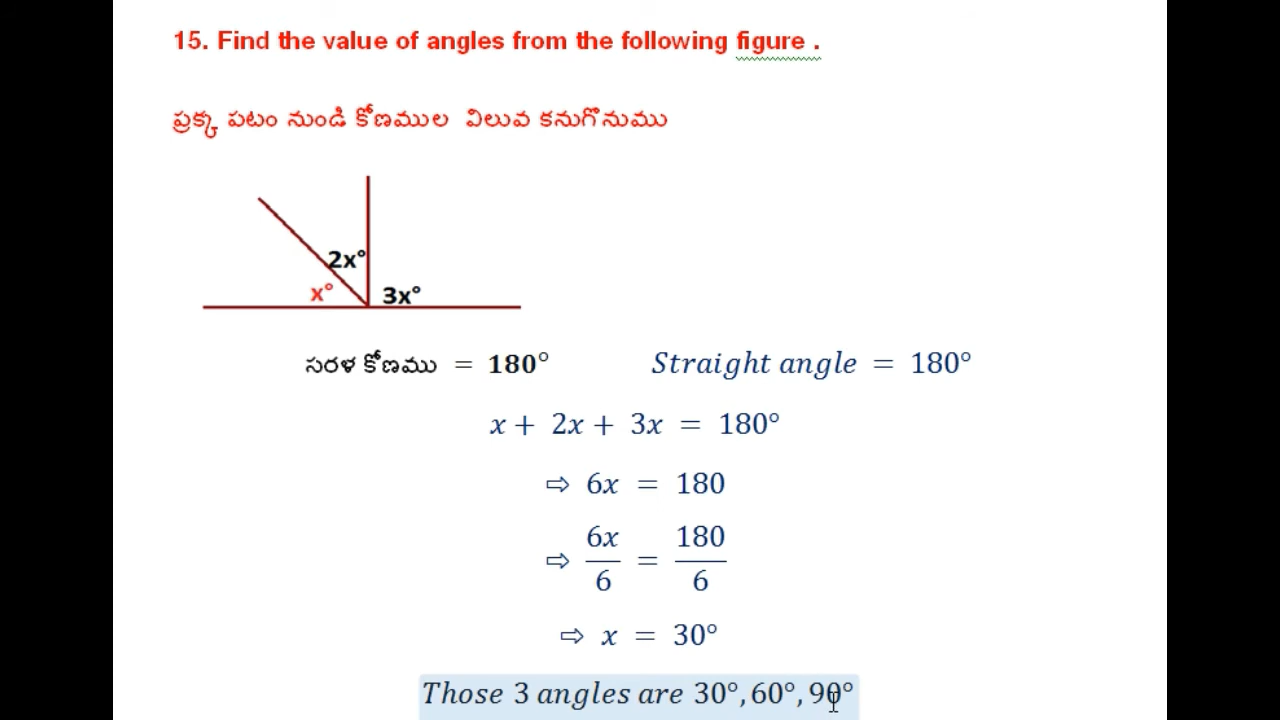 15. Find the value of angles from the following figure .
ప్రక్క పటం నుండి కోణముల విలువ కనుగొనుము
2x°
x° 3x°
సరళ కోణము = 180° Straight angle = 180°
x + 2x + 3x = 180°
⇨ 6x = 180
⇨ 6x/6 = 180/6
⇨ x = 30°
Those 3 angles are 30°, 60°, 90°